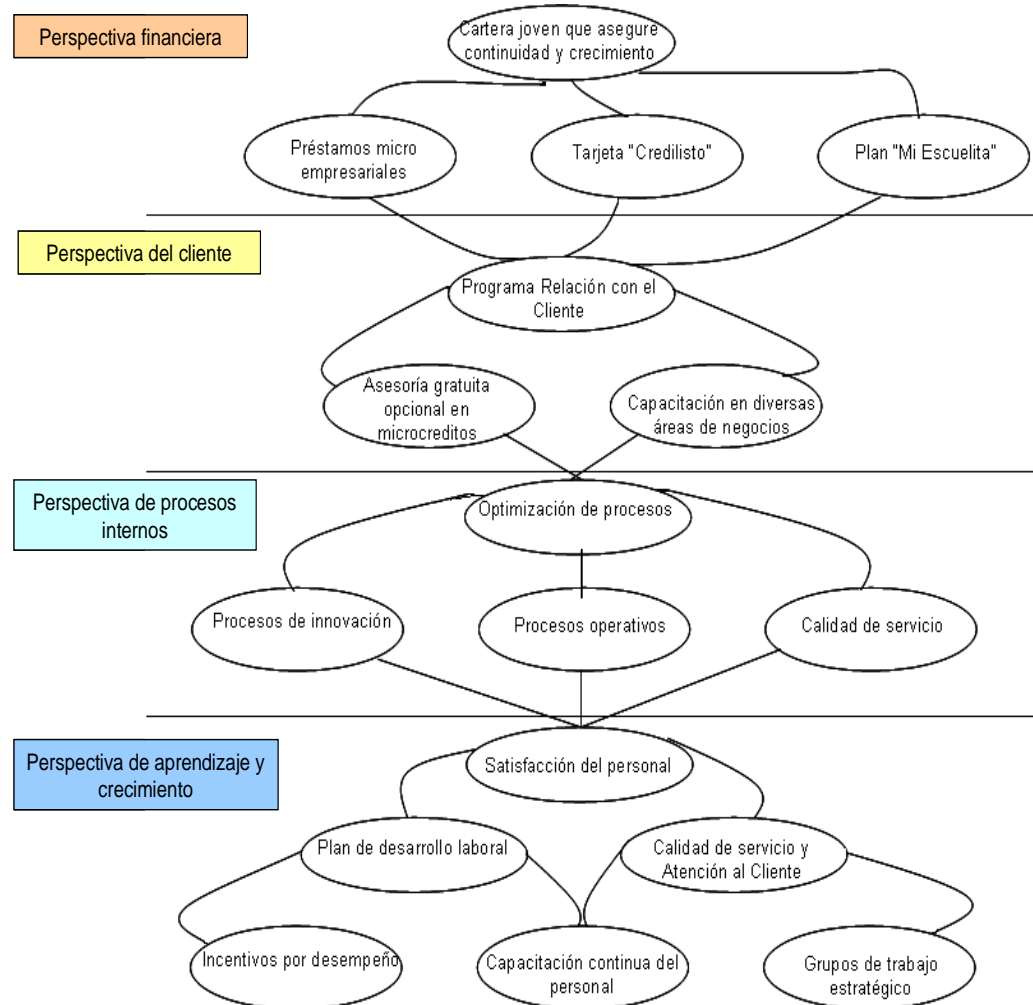 Perspectiva financiera
Cartera joven que asegure
continuidad y crecimiento
Préstamos micro
empresariales
Tarjeta "Credilisto"
Plan "Mi Escuelita"
Perspectiva del cliente
Programa Relación con el
Cliente
Asesoría gratuita
opcional en
microcreditos
Capacitación en diversas
áreas de negocios
Perspectiva de procesos
internos
Optimización de procesos
Procesos de innovación
Procesos operativos
Calidad de servicio
Perspectiva de aprendizaje y
crecimiento
Satisfacción del personal
Plan de desarrollo laboral
Calidad de servicio y
Atención al Cliente
Incentivos por desempeño
Capacitación continua del
personal
Grupos de trabajo
estratégico